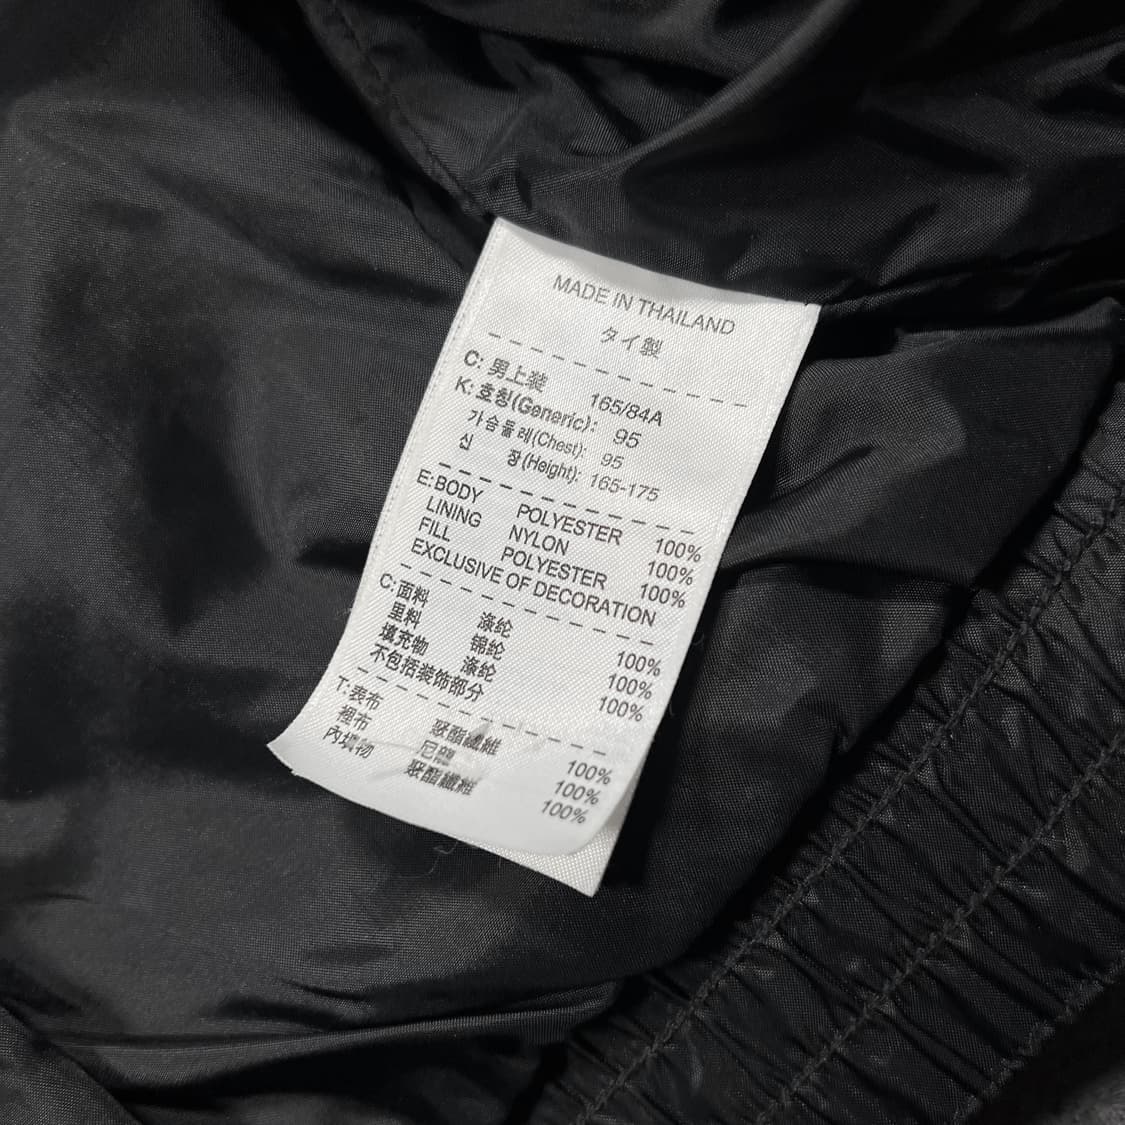 MADE IN THAILAND
タイ製
C: 男上装 165/84A
K: 호칭(Generic): 95
가슴둘레(Chest): 95
신 장(Height): 165-175
E: BODY POLYESTER 100%
LINING NYLON 100%
FILL POLYESTER 100%
EXCLUSIVE OF DECORATION
C: 面料 涤纶 100%
里料 锦纶 100%
填充物 涤纶 100%
不包括装饰部分
T: 表布 聚酯纖維 100%
裡布 尼龍 100%
內填物 聚酯纖維 100%